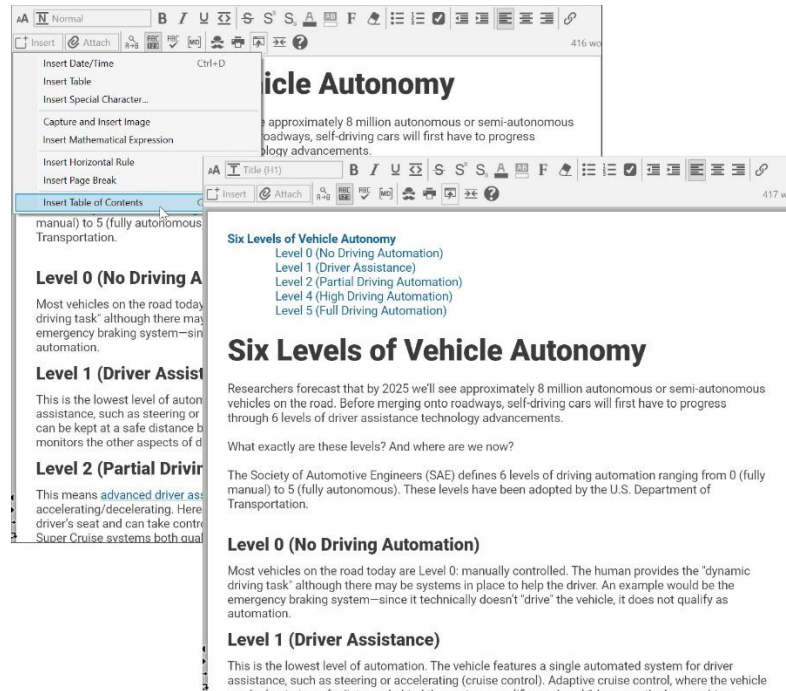 Normal
B I U S S S A F
Insert Attach
416 wo
Insert Date/Time Ctrl+D
Insert Table
Insert Special Character...
Capture and Insert Image
Insert Mathematical Expression
Insert Horizontal Rule
Insert Page Break
Insert Table of Contents
icle Autonomy
approximately 8 million autonomous or semi-autonomous
roadways, self-driving cars will first have to progress
manual) to 5 (fully autonomous
Transportation.
Level 0 (No Driving A
Most vehicles on the road today
driving task" although there may
emergency braking system—sin
automation.
Level 1 (Driver Assist
This is the lowest level of autom
assistance, such as steering or
can be kept at a safe distance b
monitors the other aspects of d
Level 2 (Partial Drivin
This means advanced driver ass
accelerating/decelerating. Here
driver's seat and can take contr
Super Cruise systems both qual
Title (H1)
B I U S S S A F
Insert Attach
417 w
Six Levels of Vehicle Autonomy
Level 0 (No Driving Automation)
Level 1 (Driver Assistance)
Level 2 (Partial Driving Automation)
Level 4 (High Driving Automation)
Level 5 (Full Driving Automation)
Six Levels of Vehicle Autonomy
Researchers forecast that by 2025 we'll see approximately 8 million autonomous or semi-autonomous
vehicles on the road. Before merging onto roadways, self-driving cars will first have to progress
through 6 levels of driver assistance technology advancements.
What exactly are these levels? And where are we now?
The Society of Automotive Engineers (SAE) defines 6 levels of driving automation ranging from 0 (fully
manual) to 5 (fully autonomous). These levels have been adopted by the U.S. Department of
Transportation.
Level 0 (No Driving Automation)
Most vehicles on the road today are Level 0: manually controlled. The human provides the "dynamic
driving task" although there may be systems in place to help the driver. An example would be the
emergency braking system—since it technically doesn't "drive" the vehicle, it does not qualify as
automation.
Level 1 (Driver Assistance)
This is the lowest level of automation. The vehicle features a single automated system for driver
assistance, such as steering or accelerating (cruise control). Adaptive cruise control, where the vehicle